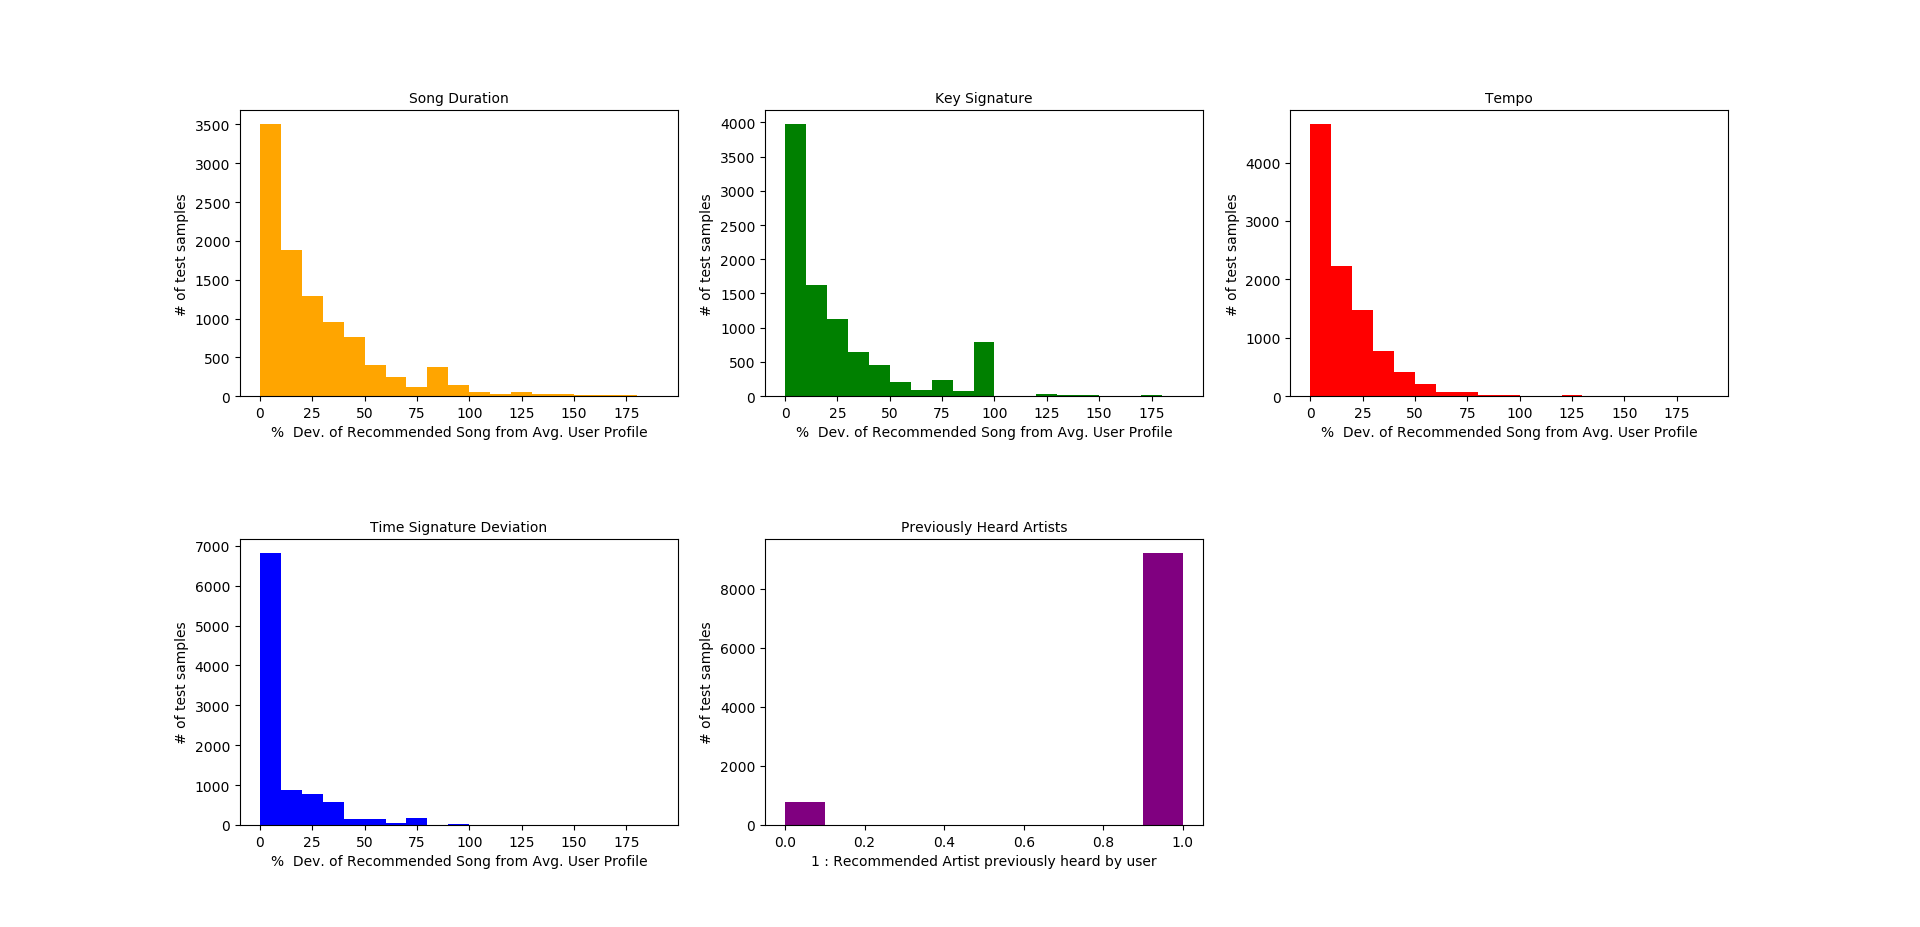 Song Duration
# of test samples
3500
3000
2500
2000
1500
1000
500
0
0 25 50 75 100 125 150 175
%  Dev. of Recommended Song from Avg. User Profile
Key Signature
# of test samples
4000
3500
3000
2500
2000
1500
1000
500
0
0 25 50 75 100 125 150 175
%  Dev. of Recommended Song from Avg. User Profile
Tempo
# of test samples
4000
3000
2000
1000
0
0 25 50 75 100 125 150 175
%  Dev. of Recommended Song from Avg. User Profile
Time Signature Deviation
# of test samples
7000
6000
5000
4000
3000
2000
1000
0
0 25 50 75 100 125 150 175
%  Dev. of Recommended Song from Avg. User Profile
Previously Heard Artists
# of test samples
8000
6000
4000
2000
0
0.0 0.2 0.4 0.6 0.8 1.0
1 : Recommended Artist previously heard by user